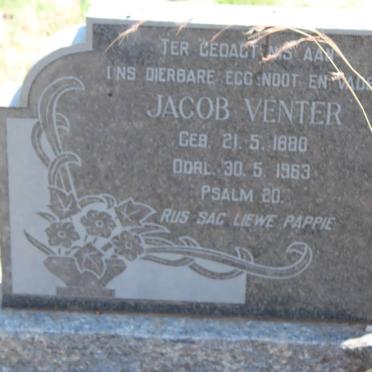 TER GEDAGTENIS AAN
ONS DIERBARE EGGENOOT EN VADER
JACOB VENTER
GEB. 21. 5. 1880
OORL. 30. 5. 1963
PSALM 20.
RUS SAG LIEWE PAPPIE